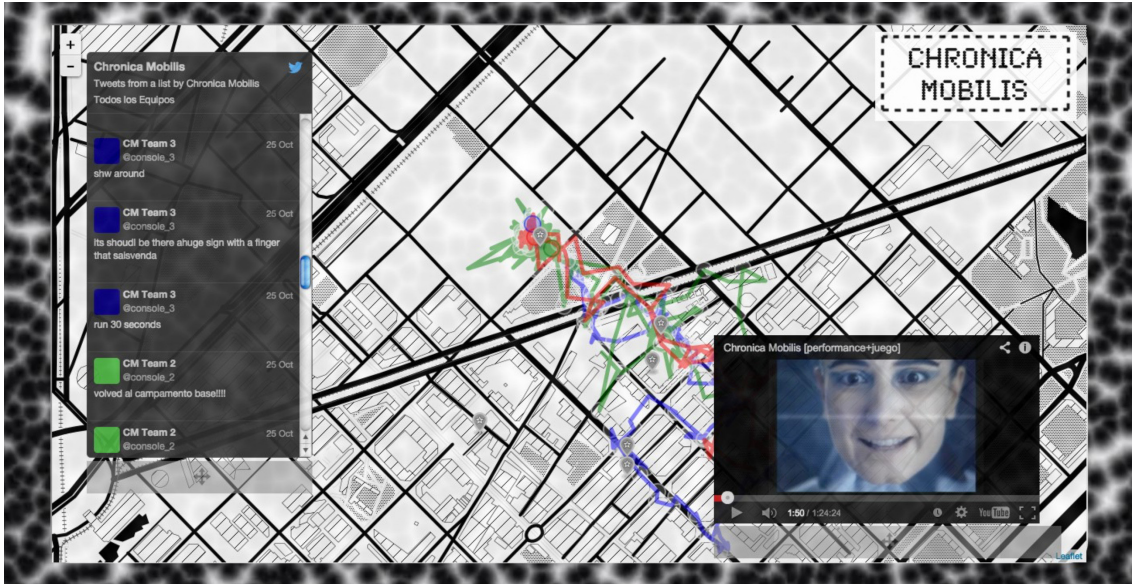 +
−
Chronica Mobilis
Tweets from a list by Chronica Mobilis
Todos los Equipos
CM Team 3
25 Oct
@console_3
shw around
CM Team 3
25 Oct
@console_3
its shoudl be there ahuge sign with a finger
that saisvenda
CM Team 3
25 Oct
@console_3
run 30 seconds
CM Team 2
25 Oct
@console_2
volved al campamento base!!!!
CM Team 2
25 Oct
@console_2
CHRONICA
MOBILIS
Chronica Mobilis [performance+juego]
1:50 / 1:24:24
YouTube
Leaflet